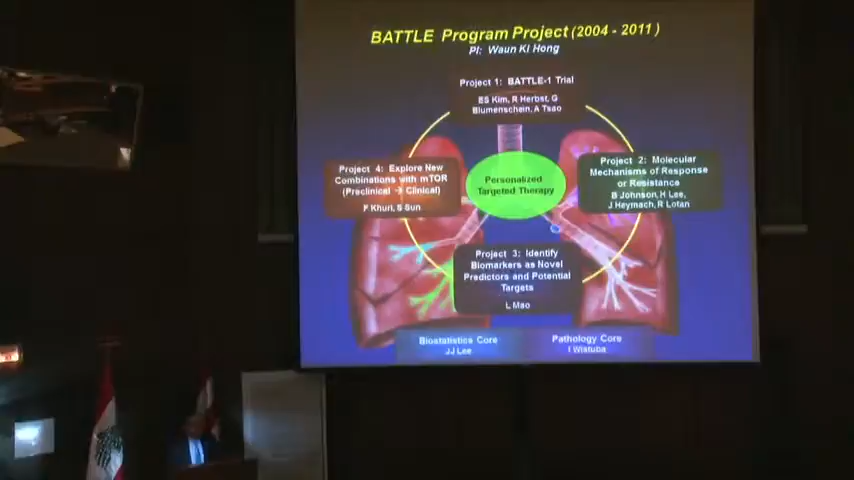 BATTLE Program Project (2004 - 2011)
PI: Waun Ki Hong
Project 1: BATTLE-1 Trial
ES Kim, R Herbst, G
Blumenschein, A Tsao
Project 4: Explore New
Combinations with mTOR
(Preclinical → Clinical)
F Khuri, S Sun
Personalized
Targeted Therapy
Project 2: Molecular
Mechanisms of Response
or Resistance
B Johnson, H Lee,
J Heymach, R Lotan
Project 3: Identify
Biomarkers as Novel
Predictors and Potential
Targets
L Mao
Biostatistics Core
JJ Lee
Pathology Core
I Wistuba